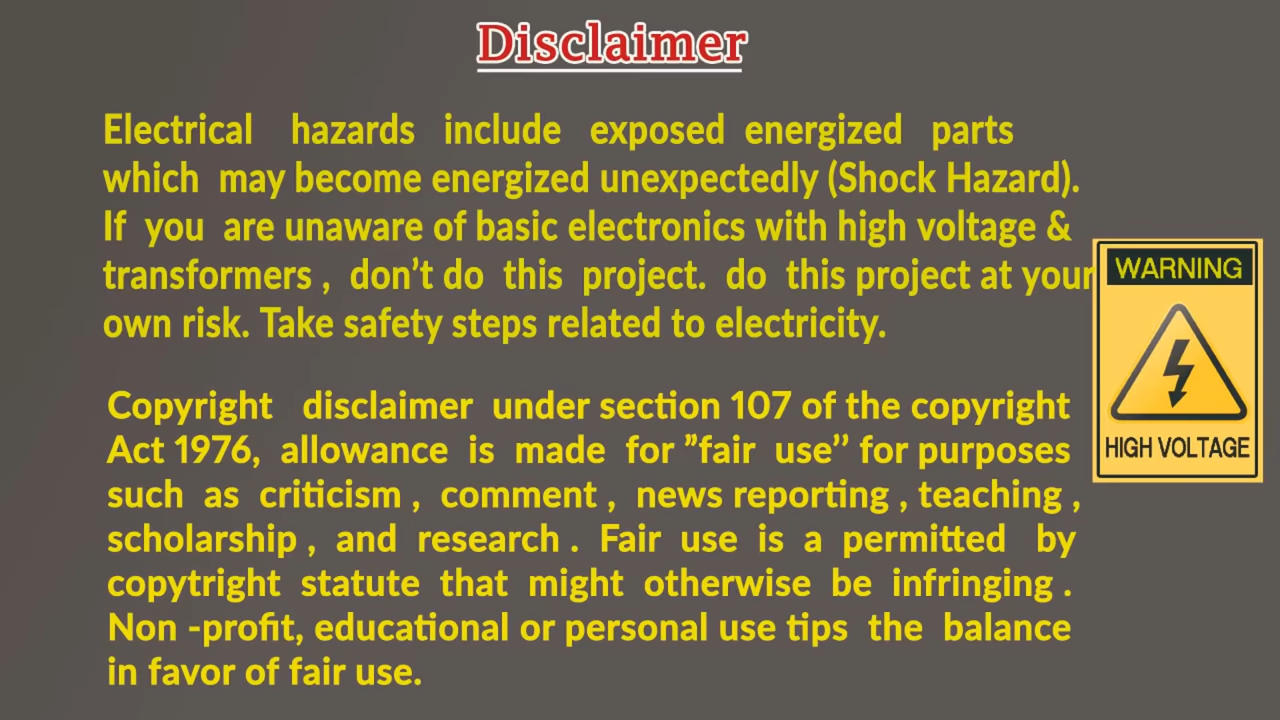 Disclaimer
Electrical hazards include exposed energized parts
which may become energized unexpectedly (Shock Hazard).
If you are unaware of basic electronics with high voltage &
transformers , don’t do this project. do this project at your
own risk. Take safety steps related to electricity.
WARNING
HIGH VOLTAGE
Copyright disclaimer under section 107 of the copyright
Act 1976, allowance is made for ”fair use’’ for purposes
such as criticism , comment , news reporting , teaching ,
scholarship , and research . Fair use is a permitted by
copytright statute that might otherwise be infringing .
Non -profit, educational or personal use tips the balance
in favor of fair use.